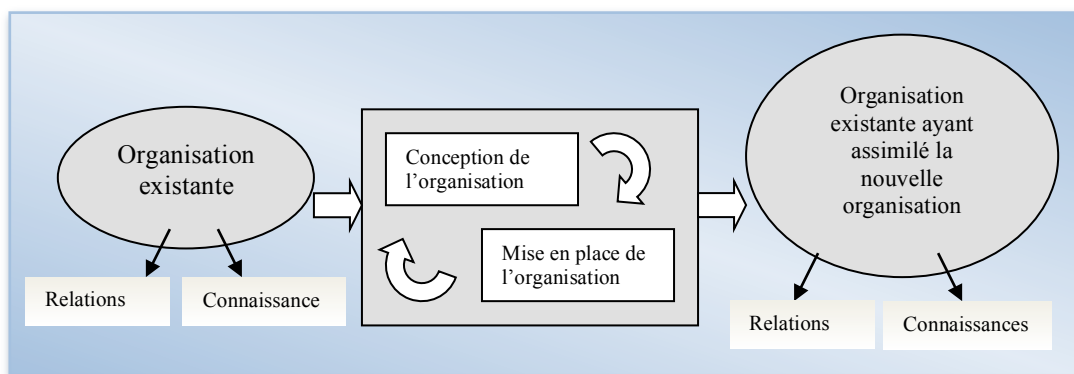 Organisation
existante
Relations
Connaissance
Conception de
l’organisation
Mise en place de
l’organisation
Organisation
existante ayant
assimilé la
nouvelle
organisation
Relations
Connaissances